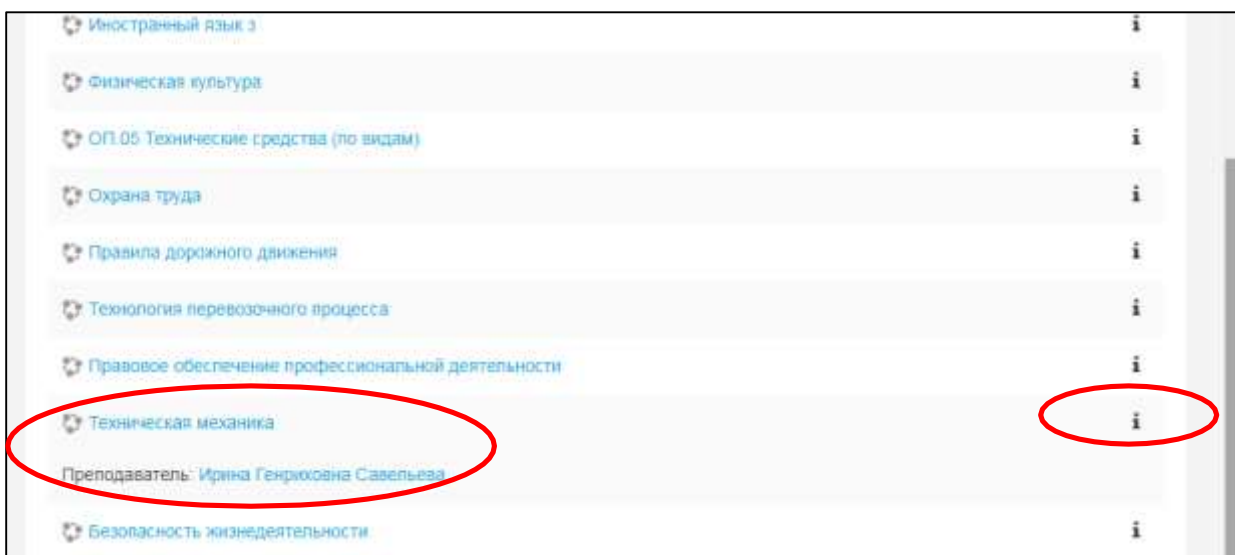 Иностранный язык 3
Физическая культура
ОП.05 Технические средства (по видам)
Охрана труда
Правила дорожного движения
Технология перевозочного процесса
Правовое обеспечение профессиональной деятельности
Техническая механика
Преподаватель: Ирина Генриховна Савельева
Безопасность жизнедеятельности